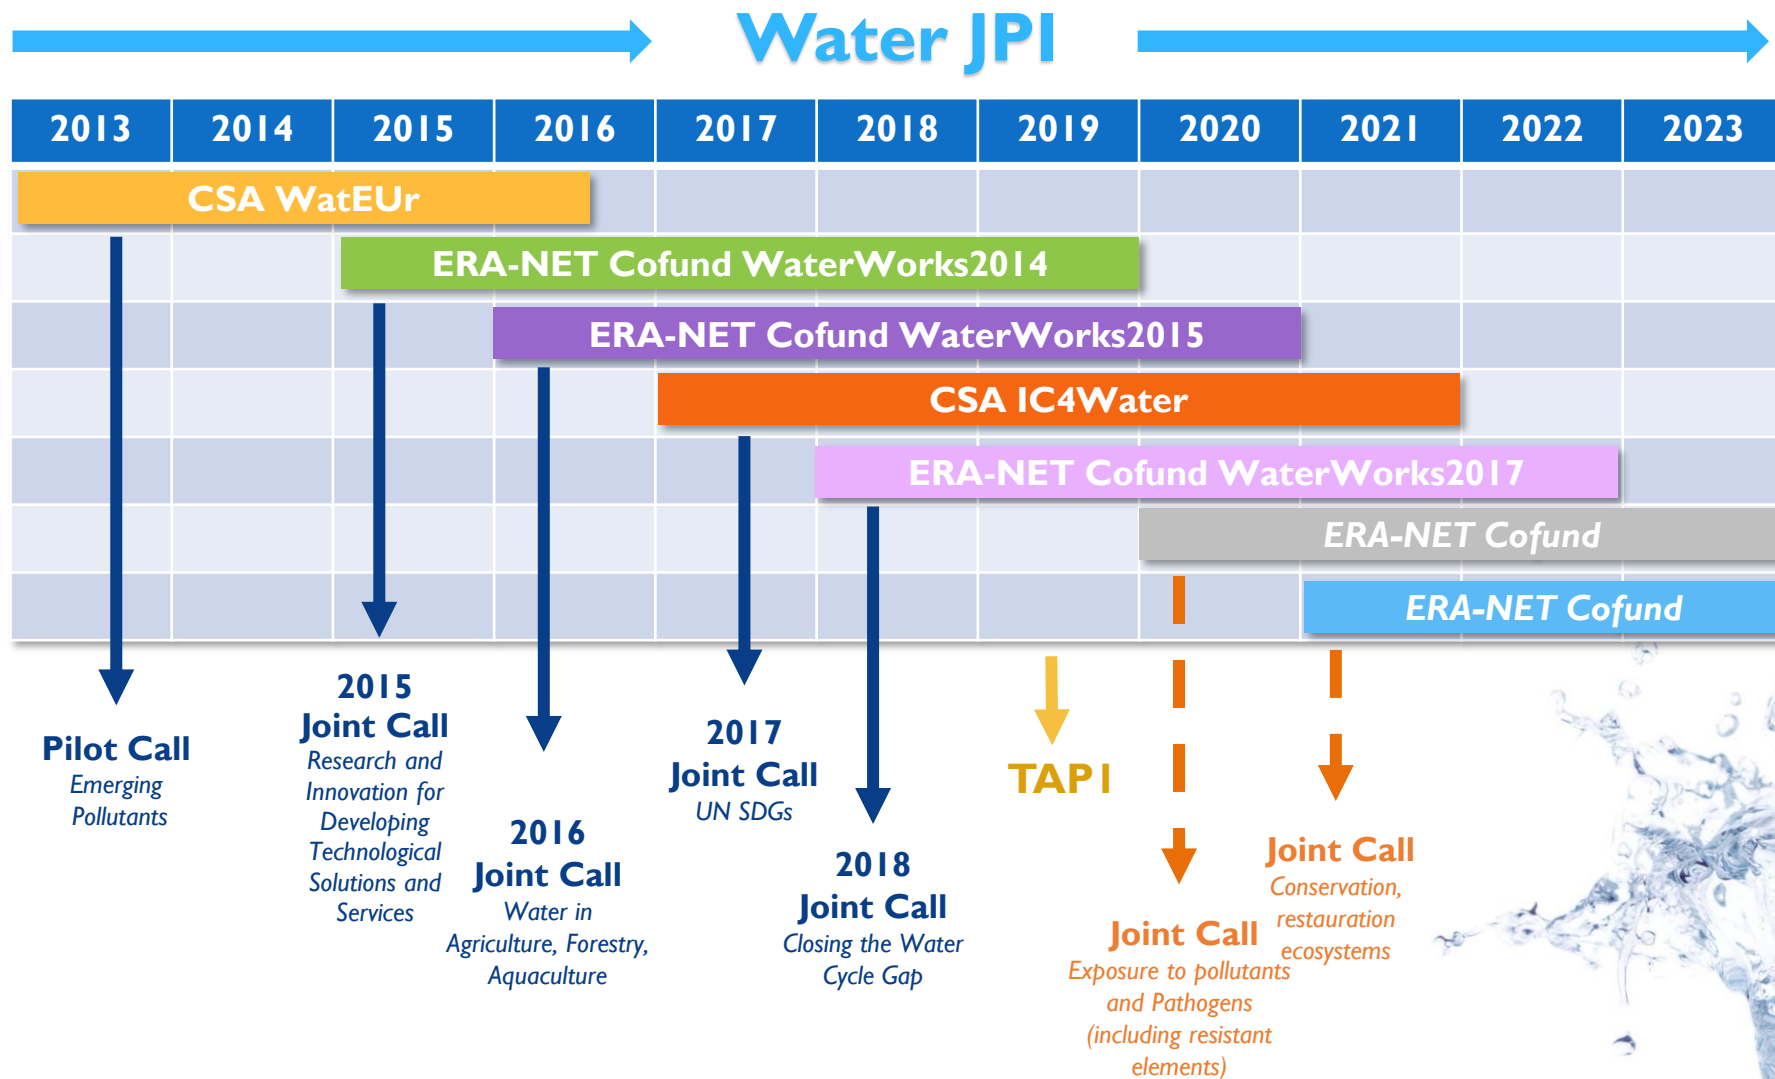 Water JPI
2013 2014 2015 2016 2017 2018 2019 2020 2021 2022 2023
CSA WatEUr
ERA-NET Cofund WaterWorks2014
ERA-NET Cofund WaterWorks2015
CSA IC4Water
ERA-NET Cofund WaterWorks2017
ERA-NET Cofund
ERA-NET Cofund
Pilot Call
Emerging
Pollutants
2015
Joint Call
Research and
Innovation for
Developing
Technological
Solutions and
Services
2016
Joint Call
Water in
Agriculture, Forestry,
Aquaculture
2017
Joint Call
UN SDGs
2018
Joint Call
Closing the Water
Cycle Gap
TAP1
Joint Call
Exposure to pollutants
and Pathogens
(including resistant
elements)
Joint Call
Conservation,
restauration
ecosystems